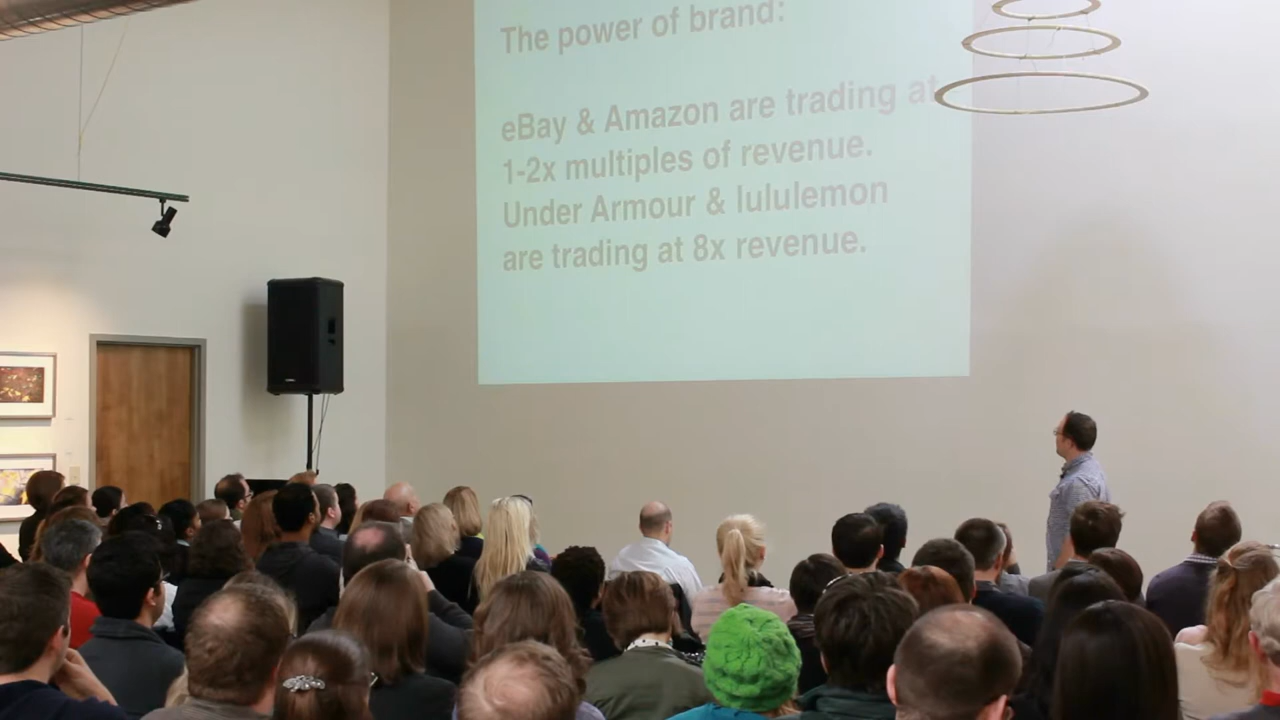 The power of brand:
eBay & Amazon are trading at
1-2x multiples of revenue.
Under Armour & lululemon
are trading at 8x revenue.